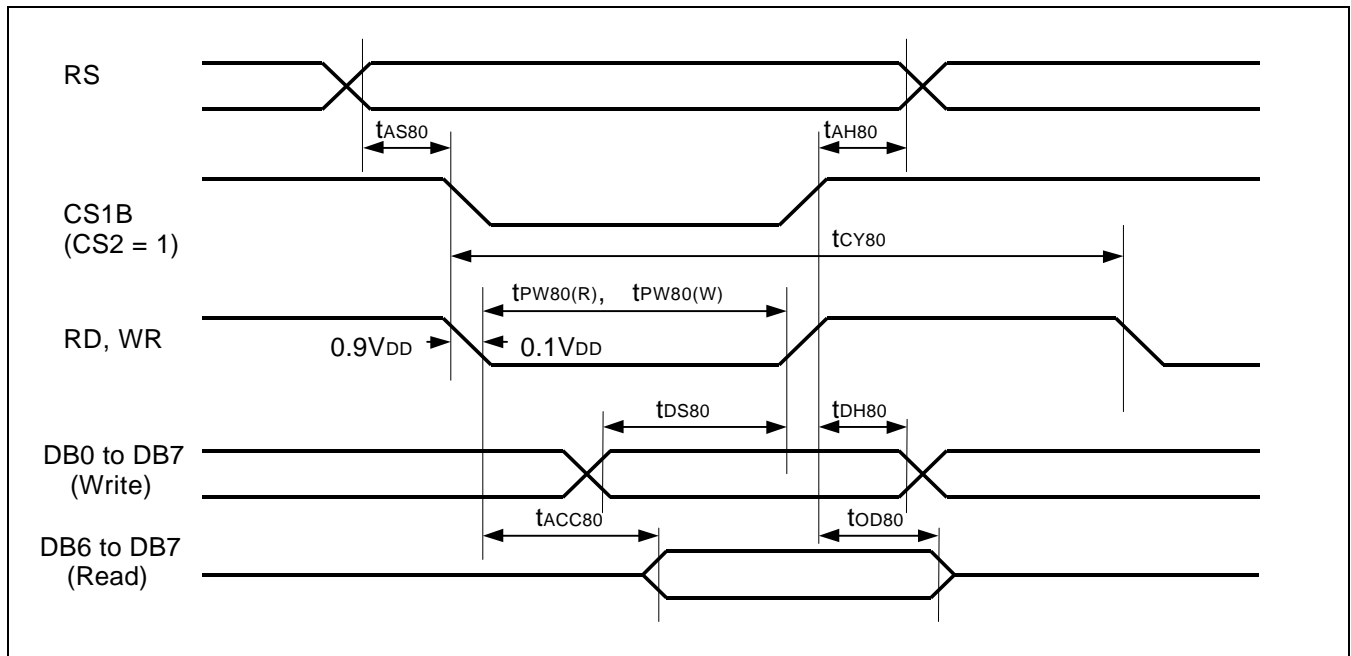 RS
tAS80
tAH80
CS1B
(CS2 = 1)
tCY80
tPW80(R), tPW80(W)
RD, WR
0.9VDD
0.1VDD
tDS80
tDH80
DB0 to DB7
(Write)
tACC80
tOD80
DB6 to DB7
(Read)